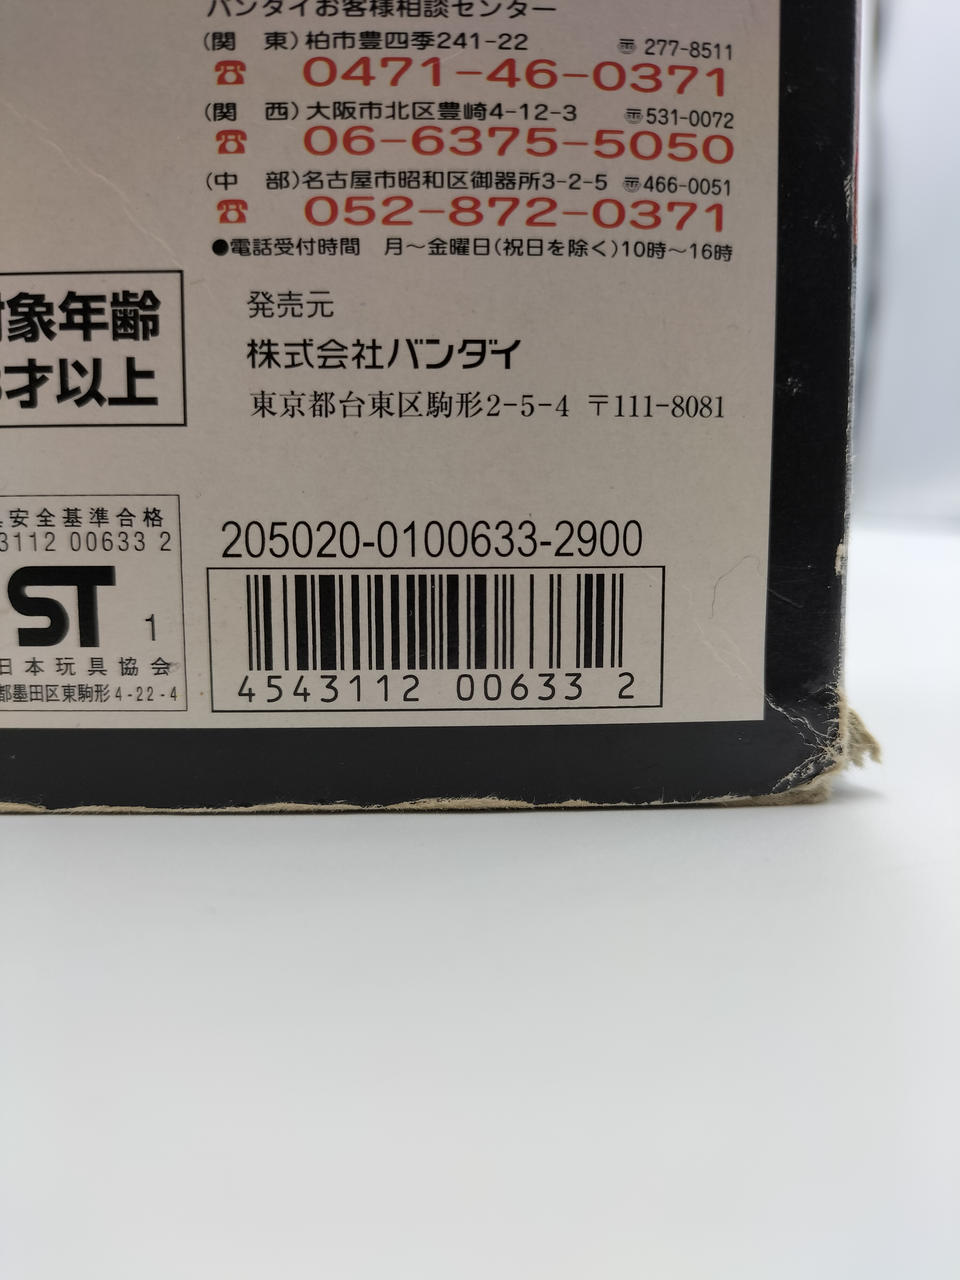 バンダイお客様相談センター
(関 東)柏市豊四季241-22 〒277-8511
☎ 0471-46-0371
(関 西)大阪市北区豊崎4-12-3 〒531-0072
☎ 06-6375-5050
(中 部)名古屋市昭和区御器所3-2-5 〒466-0051
☎ 052-872-0371
●電話受付時間 月〜金曜日(祝日を除く)10時〜16時
発売元
株式会社バンダイ
東京都台東区駒形2-5-4 〒111-8081
対象年齢
才以上
安全基準合格
3112 00633 2
ST 1
日本玩具協会
都墨田区東駒形4-22-4
205020-0100633-2900
4543112 00633 2